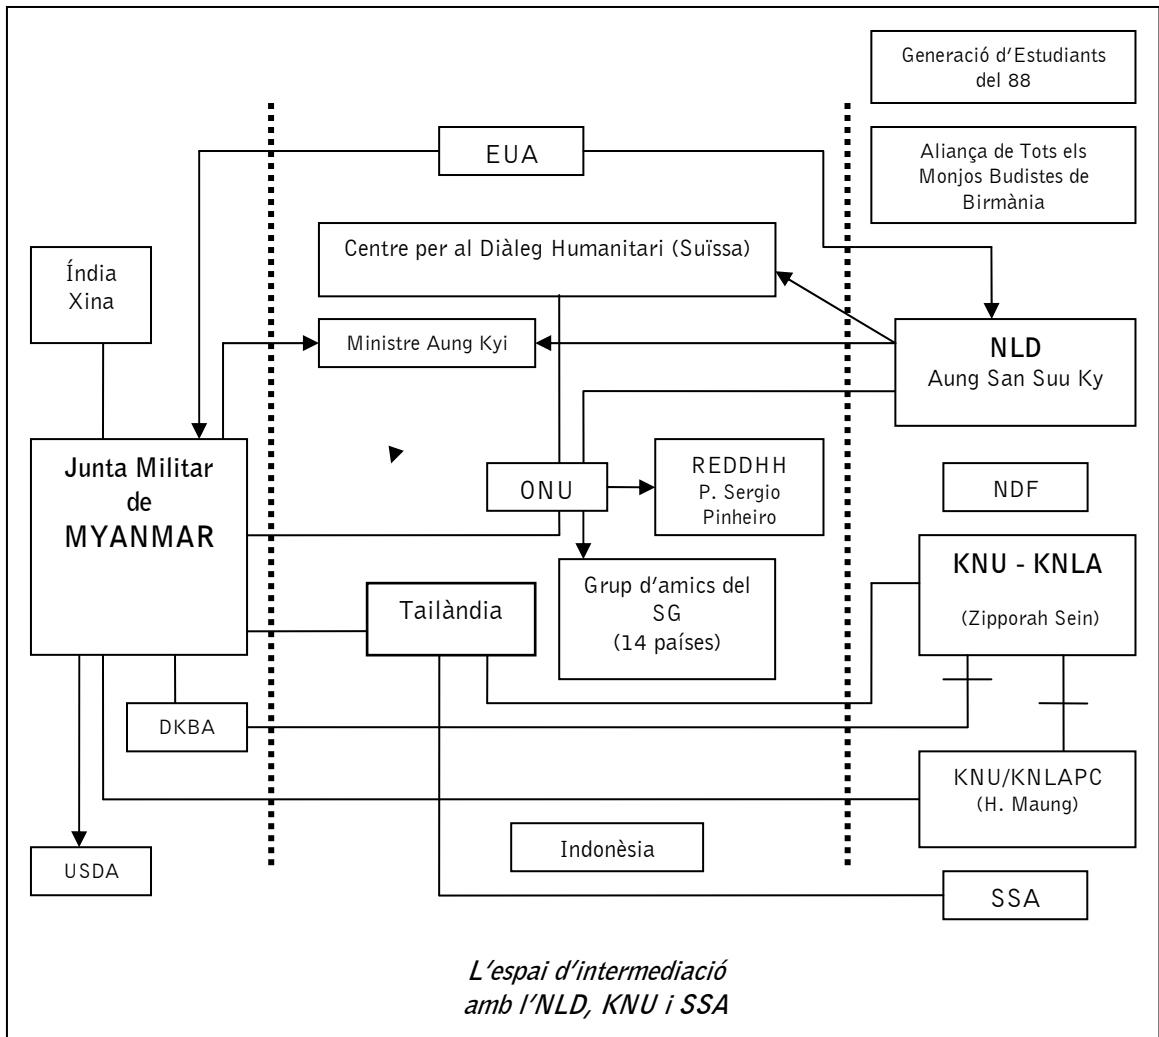 Generació d'Estudiants
del 88
EUA
Aliança de Tots els
Monjos Budistes de
Birmània
Centre per al Diàleg Humanitari (Suïssa)
Índia
Xina
Ministre Aung Kyi
NLD
Aung San Suu Ky
Junta Militar
de
MYANMAR
ONU
REDDHH
P. Sergio
Pinheiro
NDF
Tailàndia
Grup d'amics del
SG
(14 països)
KNU - KNLA
(Zipporah Sein)
DKBA
KNU/KNLAPC
(H. Maung)
Indonèsia
USDA
SSA
L'espai d'intermediació
amb l'NLD, KNU i SSA